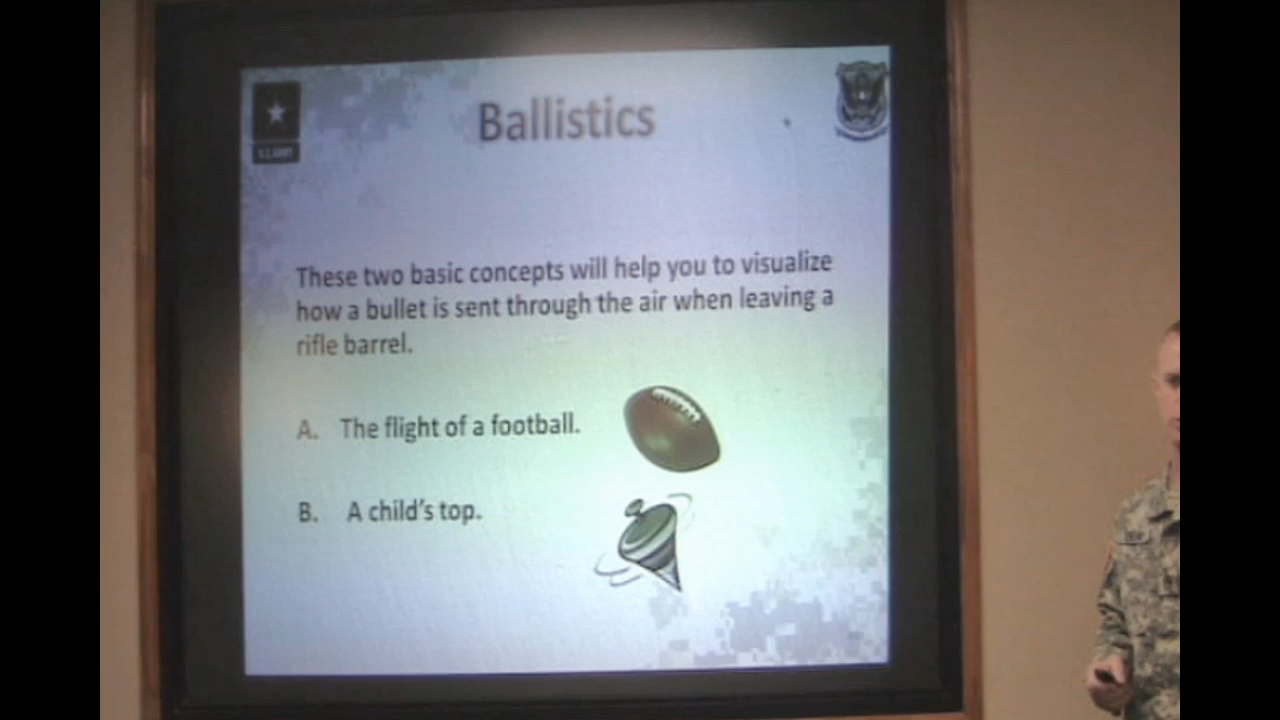 Ballistics
U.S. ARMY
These two basic concepts will help you to visualize
how a bullet is sent through the air when leaving a
rifle barrel.
A. The flight of a football.
B. A child's top.